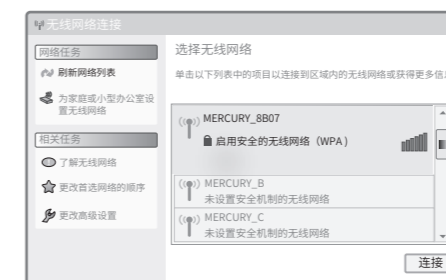 无线网络连接
网络任务
刷新网络列表
为家庭或小型办公室设
置无线网络
相关任务
了解无线网络
更改首选网络的顺序
更改高级设置
选择无线网络
单击以下列表中的项目以连接到区域内的无线网络或获得更多信
MERCURY_8B07
启用安全的无线网络（WPA）
MERCURY_B
未设置安全机制的无线网络
MERCURY_C
未设置安全机制的无线网络
连接